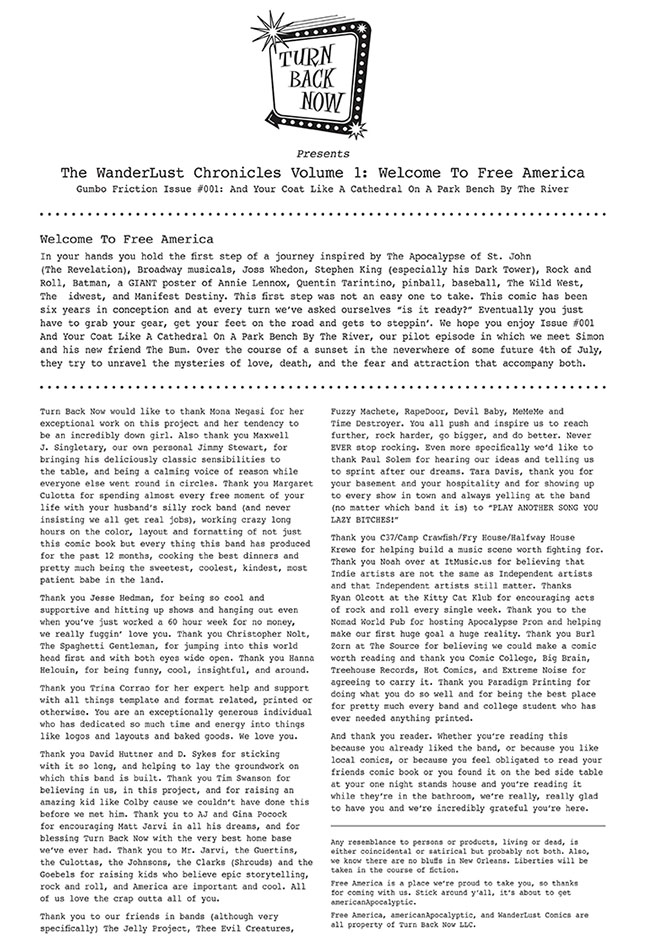 TURN
BACK
NOW
Presents
The WanderLust Chronicles Volume 1: Welcome To Free America
Gumbo Friction Issue #001: And Your Coat Like A Cathedral On A Park Bench By The River
Welcome To Free America
In your hands you hold the first step of a journey inspired by The Apocalypse of St. John
(The Revelation), Broadway musicals, Joss Whedon, Stephen King (especially his Dark Tower), Rock and
Roll, Batman, a GIANT poster of Annie Lennox, Quentin Tarintino, pinball, baseball, The Wild West,
The idwest, and Manifest Destiny. This first step was not an easy one to take. This comic has been
six years in conception and at every turn we've asked ourselves "is it ready?" Eventually you just
have to grab your gear, get your feet on the road and gets to steppin'. We hope you enjoy Issue #001
And Your Coat Like A Cathedral On A Park Bench By The River, our pilot episode in which we meet Simon
and his new friend The Bum. Over the course of a sunset in the neverwhere of some future 4th of July,
they try to unravel the mysteries of love, death, and the fear and attraction that accompany both.
Turn Back Now would like to thank Mona Negasi for her
exceptional work on this project and her tendency to
be an incredibly down girl. Also thank you Maxwell
J. Singletary, our own personal Jimmy Stewart, for
bringing his deliciously classic sensibilities to
the table, and being a calming voice of reason while
everyone else went round in circles. Thank you Margaret
Culotta for spending almost every free moment of your
life with your husband's silly rock band (and never
insisting we all get real jobs), working crazy long
hours on the color, layout and formatting of not just
this comic book but every thing this band has produced
for the past 12 months, cooking the best dinners and
pretty much being the sweetest, coolest, kindest, most
patient babe in the land.
Thank you Jesse Hedman, for being so cool and
supportive and hitting up shows and hanging out even
when you've just worked a 60 hour week for no money,
we really fuggin' love you. Thank you Christopher Nolt,
The Spaghetti Gentleman, for jumping into this world
head first and with both eyes wide open. Thank you Hanna
Helouin, for being funny, cool, insightful, and around.
Thank you Trina Corrao for her expert help and support
with all things template and format related, printed or
otherwise. You are an exceptionally generous individual
who has dedicated so much time and energy into things
like logos and layouts and baked goods. We love you.
Thank you David Huttner and D. Sykes for sticking
with it so long, and helping to lay the groundwork on
which this band is built. Thank you Tim Swanson for
believing in us, in this project, and for raising an
amazing kid like Colby cause we couldn't have done this
before we met him. Thank you to AJ and Gina Pocock
for encouraging Matt Jarvi in all his dreams, and for
blessing Turn Back Now with the very best home base
we've ever had. Thank you to Mr. Jarvi, the Guertins,
the Culottas, the Johnsons, the Clarks (Shrouds) and the
Goebels for raising kids who believe epic storytelling,
rock and roll, and America are important and cool. All
of us love the crap outta all of you.
Thank you to our friends in bands (although very
specifically) The Jelly Project, Thee Evil Creatures,
Fuzzy Machete, RapeDoor, Devil Baby, MeMeMe and
Time Destroyer. You all push and inspire us to reach
further, rock harder, go bigger, and do better. Never
EVER stop rocking. Even more specifically we'd like to
thank Paul Solem for hearing our ideas and telling us
to sprint after our dreams. Tara Davis, thank you for
your basement and your hospitality and for showing up
to every show in town and always yelling at the band
(no matter which band it is) to "PLAY ANOTHER SONG YOU
LAZY BITCHES!"
Thank you C37/Camp Crawfish/Fry House/Halfway House
Krewe for helping build a music scene worth fighting for.
Thank you Noah over at ItMusic.us for believing that
Indie artists are not the same as Independent artists
and that Independent artists still matter. Thanks
Ryan Olcott at the Kitty Cat Klub for encouraging acts
of rock and roll every single week. Thank you to the
Nomad World Pub for hosting Apocalypse Prom and helping
make our first huge goal a huge reality. Thank you Burl
Zorn at The Source for believing we could make a comic
worth reading and thank you Comic College, Big Brain,
Treehouse Records, Hot Comics, and Extreme Noise for
agreeing to carry it. Thank you Paradigm Printing for
doing what you do so well and for being the best place
for pretty much every band and college student who has
ever needed anything printed.
And thank you reader. Whether you're reading this
because you already liked the band, or because you like
local comics, or because you feel obligated to read your
friends comic book or you found it on the bed side table
at your one night stands house and you're reading it
while they're in the bathroom, we're really, really glad
to have you and we're incredibly grateful you're here.
Any resemblance to persons or products, living or dead, is
either coincidental or satirical but probably not both. Also,
we know there are no bluffs in New Orleans. Liberties will be
taken in the course of fiction.
Free America is a place we're proud to take you, so thanks
for coming with us. Stick around y'all, it's about to get
americanApocalyptic.
Free America, americanApocalyptic, and WanderLust Comics are
all property of Turn Back Now LLC.